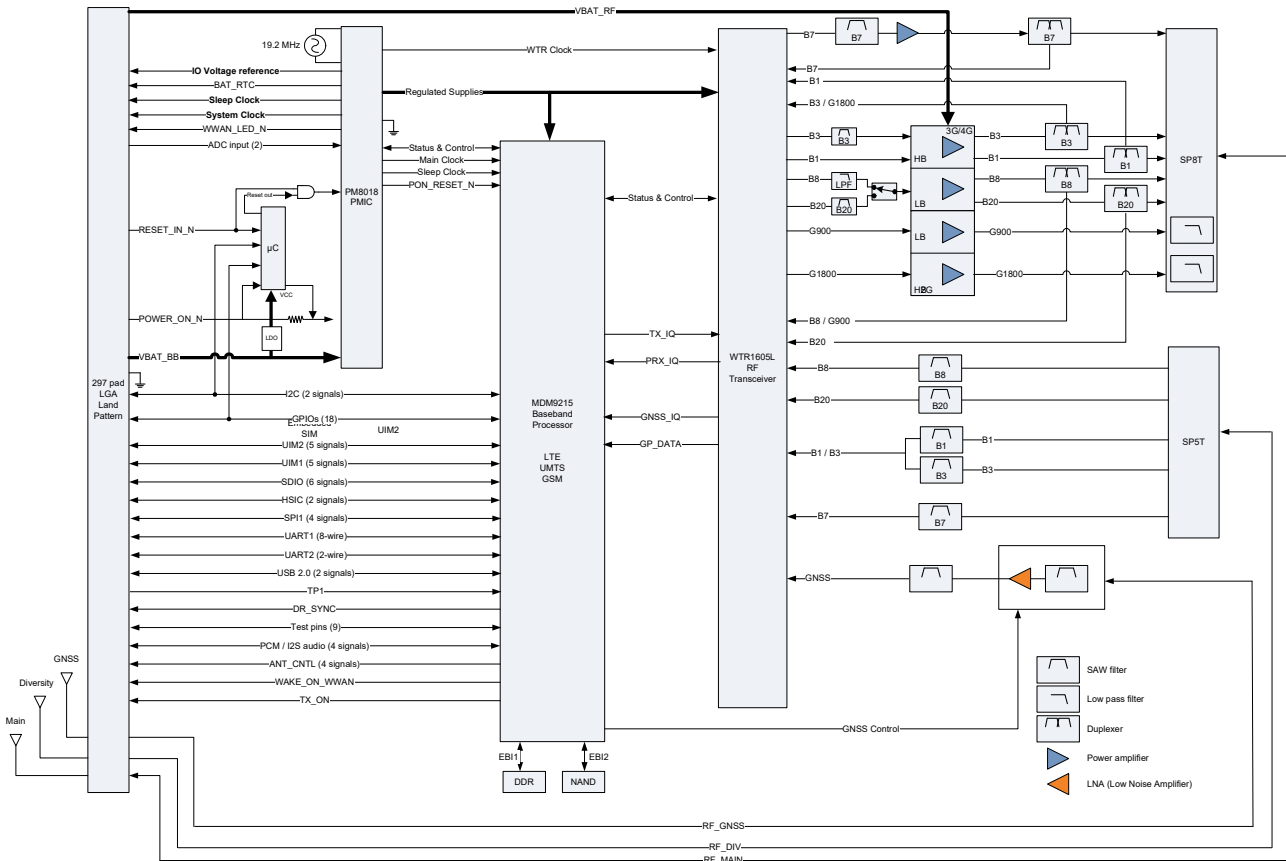 VBAT_RF
19.2 MHz
WTR Clock
IO Voltage reference
BAT_RTC
Sleep Clock
System Clock
WWAN_LED_N
ADC input (2)
Regulated Supplies
PM8018
PMIC
Status & Control
Main Clock
Sleep Clock
PON_RESET_N
Reset out
RESET_IN_N
µC
VCC
POWER_ON_N
LDO
VBAT_BB
297 pad
LGA
Land
Pattern
I2C (2 signals)
GPIOs (18)
SIM
UIM2
UIM2 (5 signals)
UIM1 (5 signals)
SDIO (6 signals)
HSIC (2 signals)
SPI1 (4 signals)
UART1 (8-wire)
UART2 (2-wire)
USB 2.0 (2 signals)
TP1
DR_SYNC
Test pins (9)
PCM / I2S audio (4 signals)
ANT_CNTL (4 signals)
WAKE_ON_WWAN
TX_ON
GNSS
Diversity
Main
MDM9215
Baseband
Processor
LTE
UMTS
GSM
EBI1
EBI2
DDR
NAND
Status & Control
TX_IQ
PRX_IQ
GNSS_IQ
GP_DATA
WTR1605L
RF
Transceiver
B7
B7
B7
B7
B1
B3 / G1800
B3
B3
B1
B8
LPF
B20
B20
G900
G1800
3G/4G
HB
LB
LB
B3
B3
B1
B1
B8
B8
B20
B20
G900
G1800
SP8T
B8 / G900
B20
B8
B8
B20
B20
B1 / B3
B1
B1
B3
B3
B7
B7
SP5T
GNSS
GNSS Control
SAW filter
Low pass filter
Duplexer
Power amplifier
LNA (Low Noise Amplifier)
RF_GNSS
RF_DIV
RF_MAIN